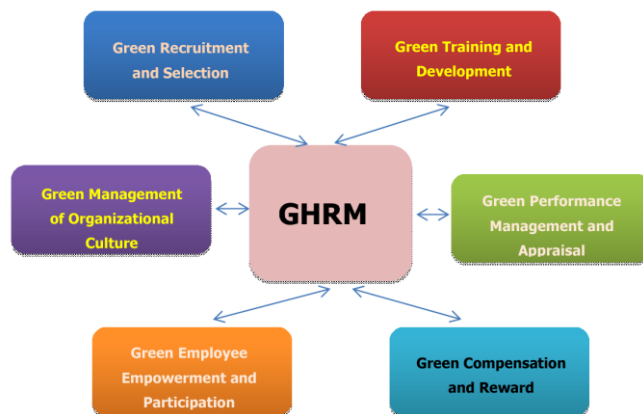 Green Recruitment
and Selection
Green Training and
Development
Green Management
of Organizational
Culture
GHRM
Green Performance
Management and
Appraisal
Green Employee
Empowerment and
Participation
Green Compensation
and Reward